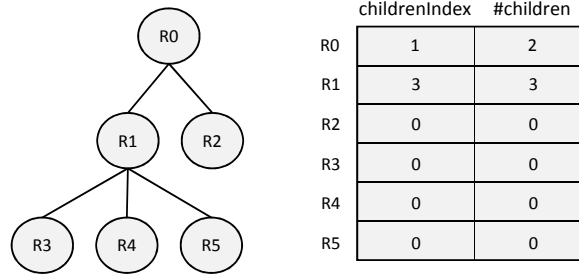 R0
R1 R2
R3 R4 R5
childrenIndex #children
R0 1 2
R1 3 3
R2 0 0
R3 0 0
R4 0 0
R5 0 0